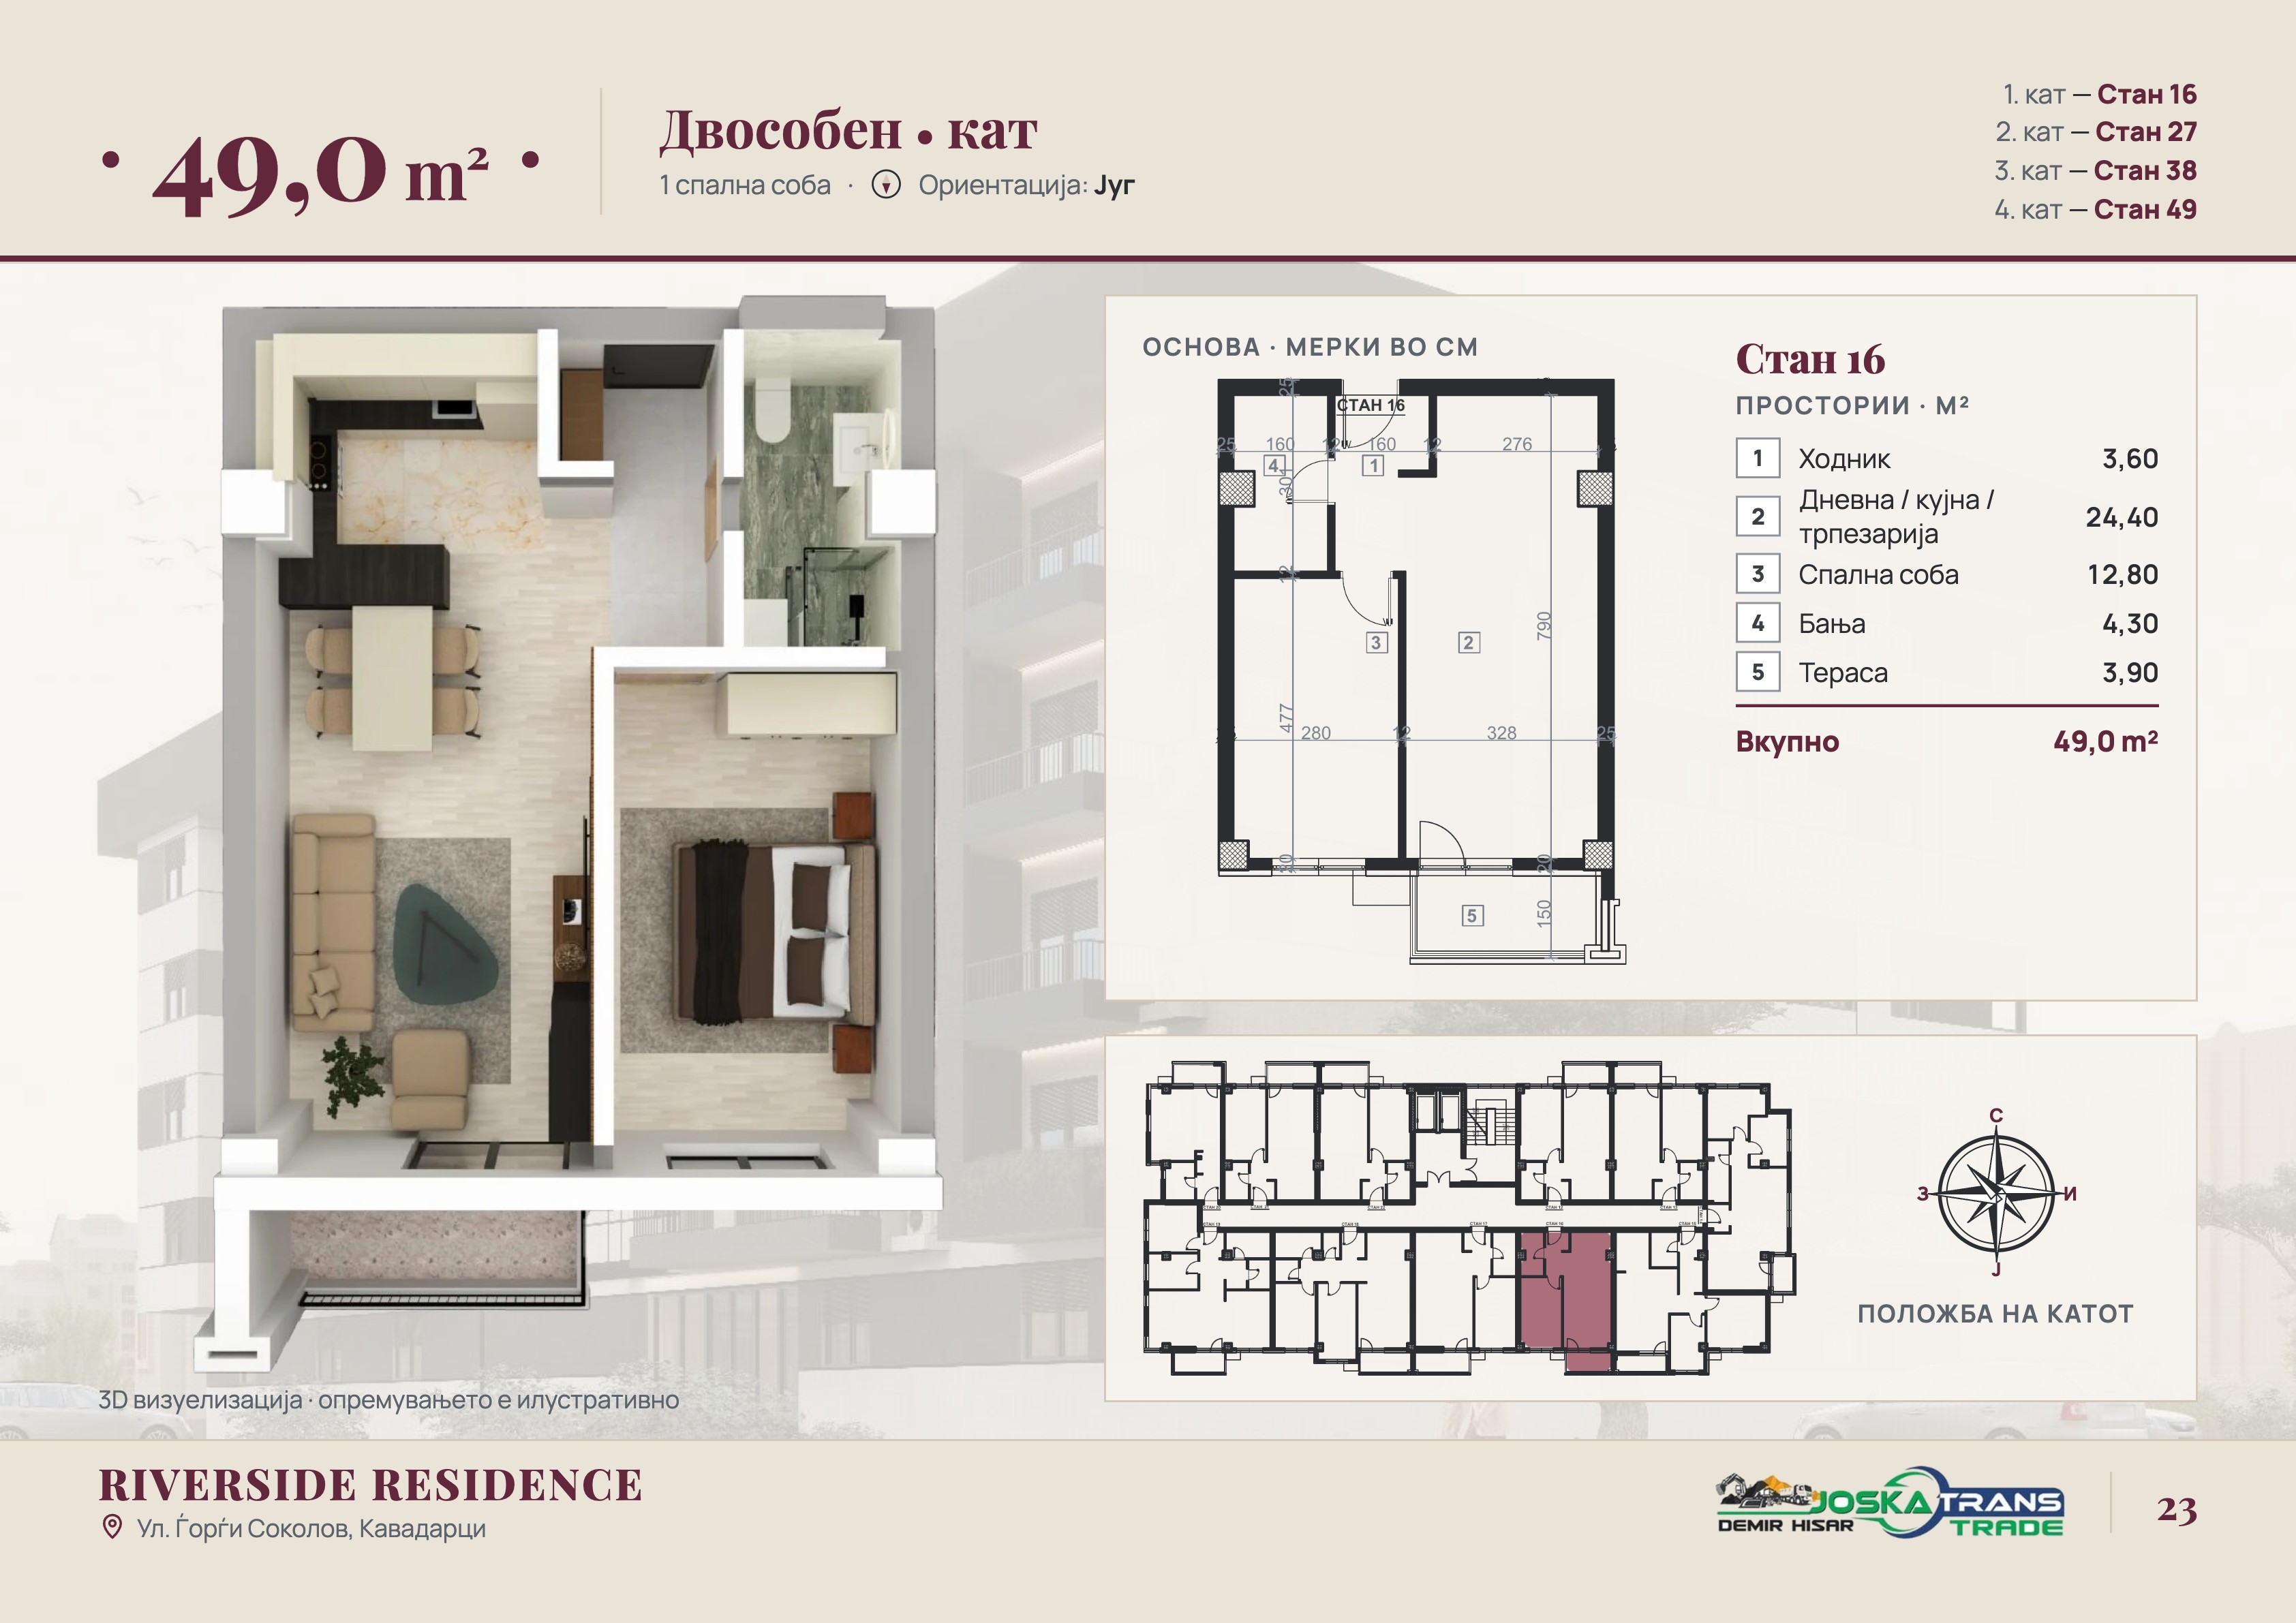 49,0 m²
Двособен • кат
1 спална соба · Ориентација: Југ
1. кат — Стан 16
2. кат — Стан 27
3. кат — Стан 38
4. кат — Стан 49
ОСНОВА · МЕРКИ ВО СМ
25
СТАН 16
25 160 12 160 12 276
4 1
301
12
3 2
790
477
280 12 328 25
20 20
5
150
Стан 16
ПРОСТОРИИ · М²
1 Ходник 3,60
2 Дневна / кујна /
трпезарија 24,40
3 Спална соба 12,80
4 Бања 4,30
5 Тераса 3,90
Вкупно 49,0 m²
С
З И
Ј
ПОЛОЖБА НА КАТОТ
3D визуелизација · опремувањето е илустративно
RIVERSIDE RESIDENCE
Ул. Ѓорѓи Соколов, Кавадарци
JOSKA TRANS
DEMIR HISAR TRADE
23